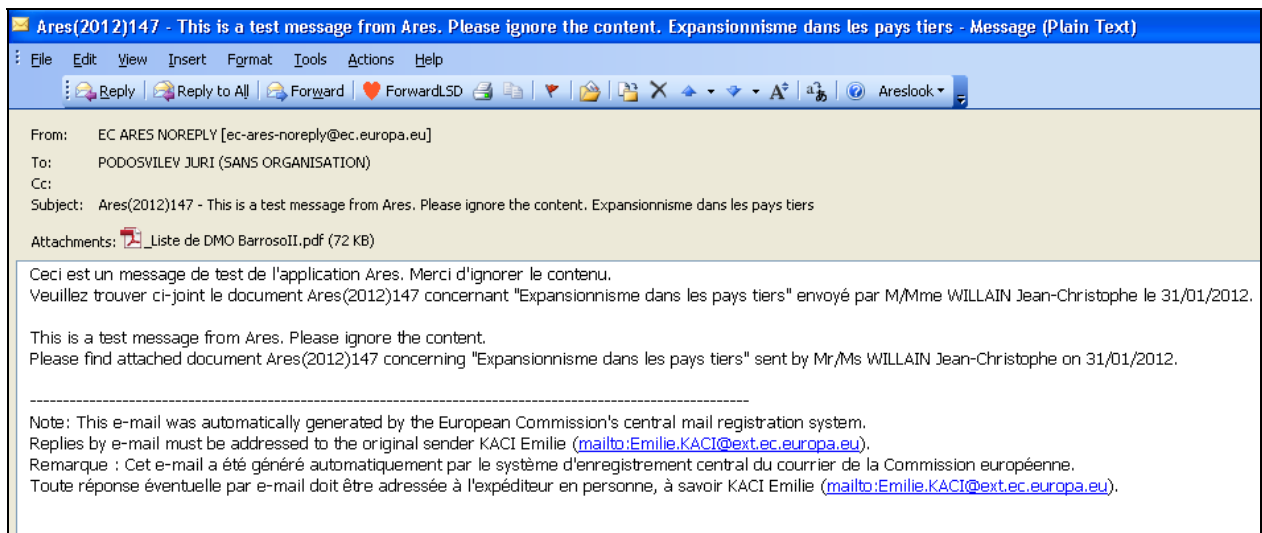 Ares(2012)147 - This is a test message from Ares. Please ignore the content. Expansionnisme dans les pays tiers - Message (Plain Text)
File Edit View Insert Format Tools Actions Help
Reply Reply to All Forward ForwardLSD Areslook
From: EC ARES NOREPLY [ec-ares-noreply@ec.europa.eu]
To: PODOSVILEV JURI (SANS ORGANISATION)
Cc:
Subject: Ares(2012)147 - This is a test message from Ares. Please ignore the content. Expansionnisme dans les pays tiers
Attachments: _Liste de DMO BarrosoII.pdf (72 KB)
Ceci est un message de test de l'application Ares. Merci d'ignorer le contenu.
Veuillez trouver ci-joint le document Ares(2012)147 concernant "Expansionnisme dans les pays tiers" envoyé par M/Mme WILLAIN Jean-Christophe le 31/01/2012.
This is a test message from Ares. Please ignore the content.
Please find attached document Ares(2012)147 concerning "Expansionnisme dans les pays tiers" sent by Mr/Ms WILLAIN Jean-Christophe on 31/01/2012.
----------------------------------------------------------------------------------------
Note: This e-mail was automatically generated by the European Commission's central mail registration system.
Replies by e-mail must be addressed to the original sender KACI Emilie (mailto:Emilie.KACI@ext.ec.europa.eu).
Remarque : Cet e-mail a été généré automatiquement par le système d'enregistrement central du courrier de la Commission européenne.
Toute réponse éventuelle par e-mail doit être adressée à l'expéditeur en personne, à savoir KACI Emilie (mailto:Emilie.KACI@ext.ec.europa.eu).